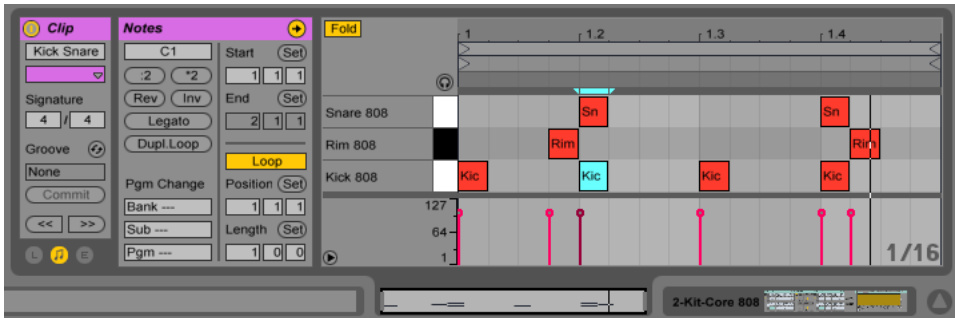 Clip
Kick Snare
Signature
4 / 4
Groove
None
Commit
<< >>
L E
Notes
C1
:2 *2
Rev Inv
Legato
Dupl.Loop
Pgm Change
Bank ---
Sub ---
Pgm ---
Start Set
1 1 1
End Set
2 1 1
Loop
Position Set
1 1 1
Length Set
1 0 0
Fold
1 1.2 1.3 1.4
Snare 808 Sn Sn
Rim 808 Rim Rim
Kick 808 Kic Kic Kic Kic
127
64
1
1/16
2-Kit-Core 808